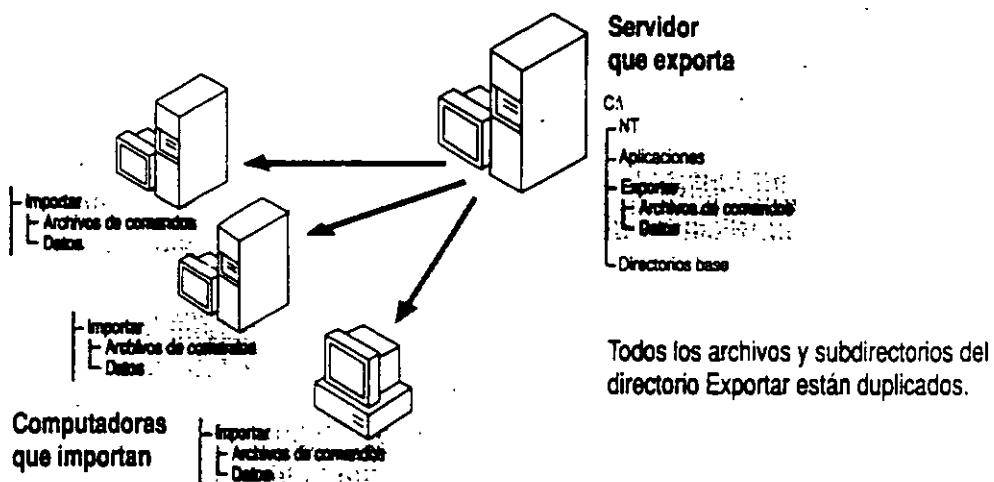 Servidor
que exporta
C:\
NT
Aplicaciones
Exportar
Archivos de comandos
Datos
Directorios base
Importar
Archivos de comandos
Datos
Importar
Archivos de comandos
Datos
Todos los archivos y subdirectorios del
directorio Exportar están duplicados.
Computadoras
que importan
Importar
Archivos de comandos
Datos